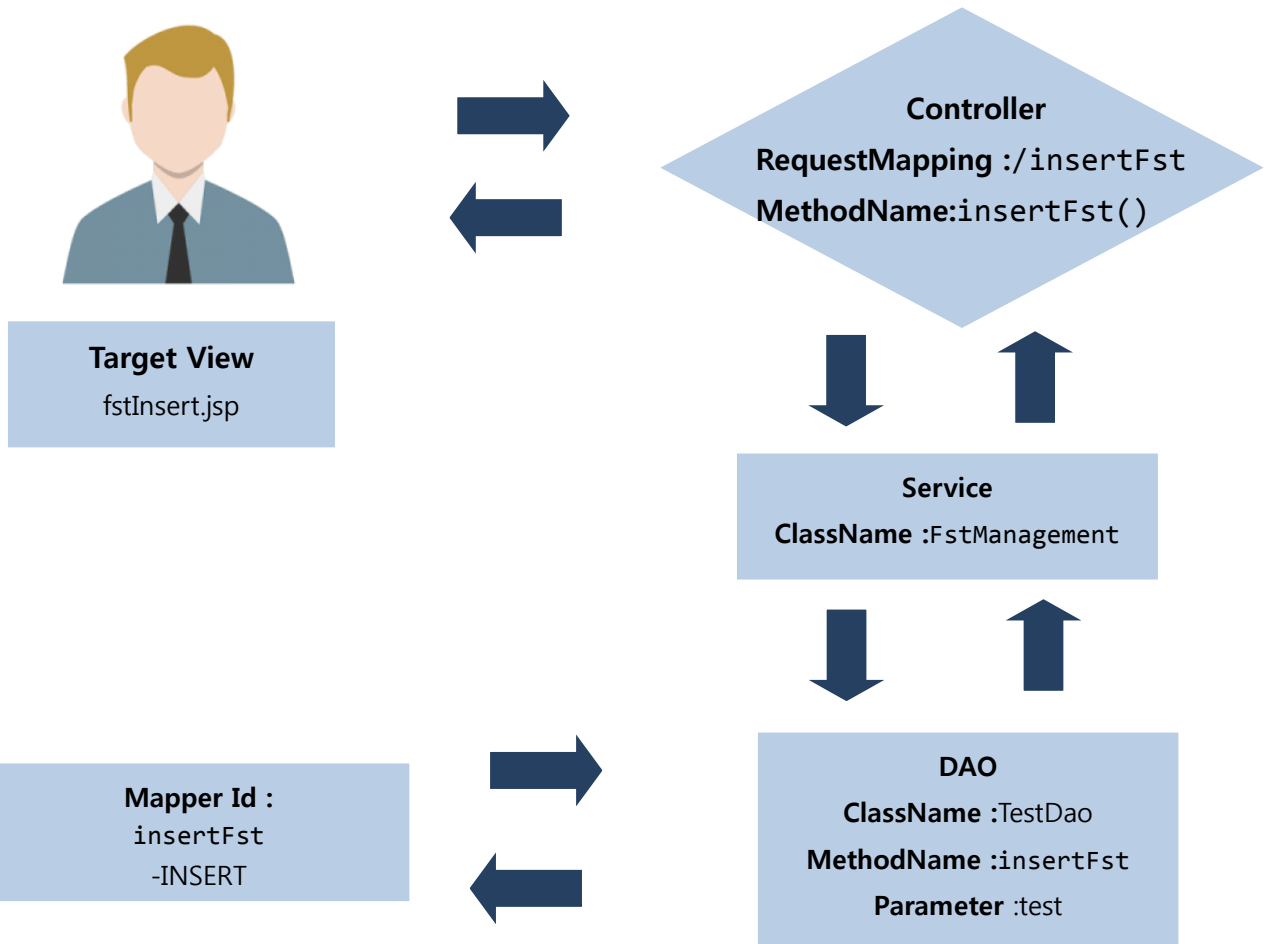 Controller
RequestMapping :/insertFst
MethodName:insertFst()
Target View
fstInsert.jsp
Service
ClassName :FstManagement
Mapper Id :
insertFst
-INSERT
DAO
ClassName :TestDao
MethodName :insertFst
Parameter :test